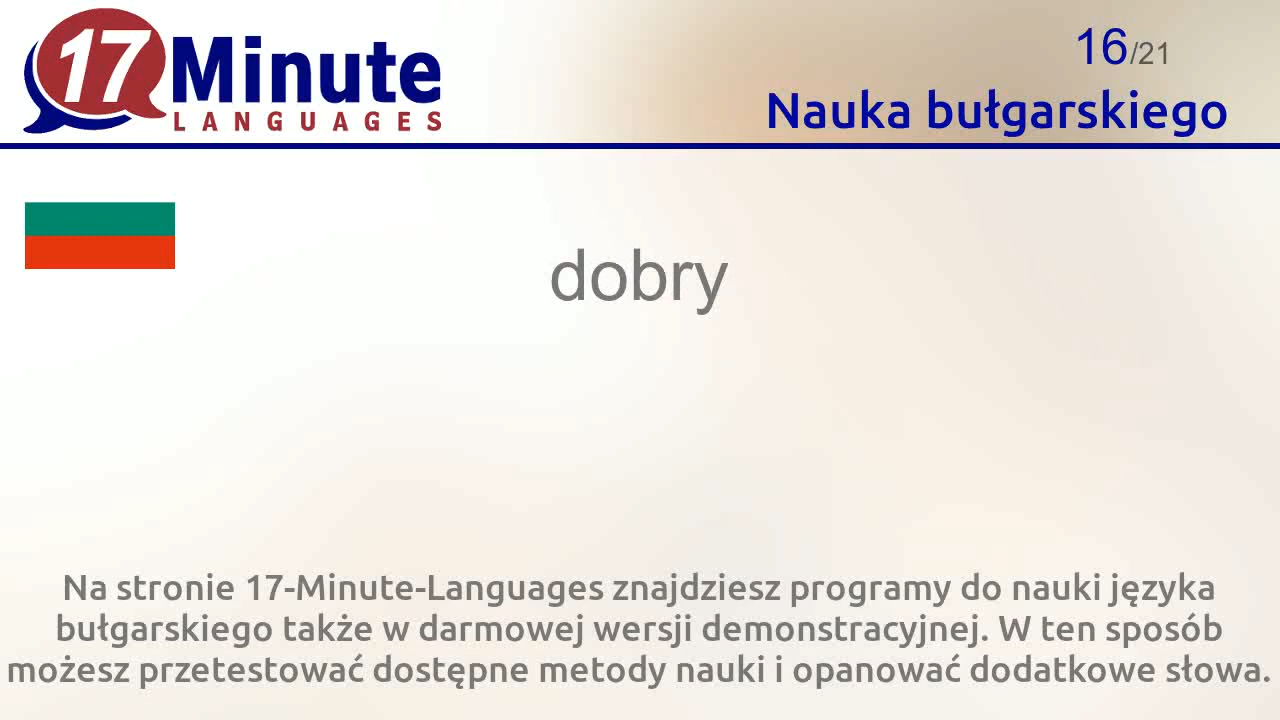 17 Minute
LANGUAGES
16/21
Nauka bułgarskiego
dobry
Na stronie 17-Minute-Languages znajdziesz programy do nauki języka
bułgarskiego także w darmowej wersji demonstracyjnej. W ten sposób
możesz przetestować dostępne metody nauki i opanować dodatkowe słowa.